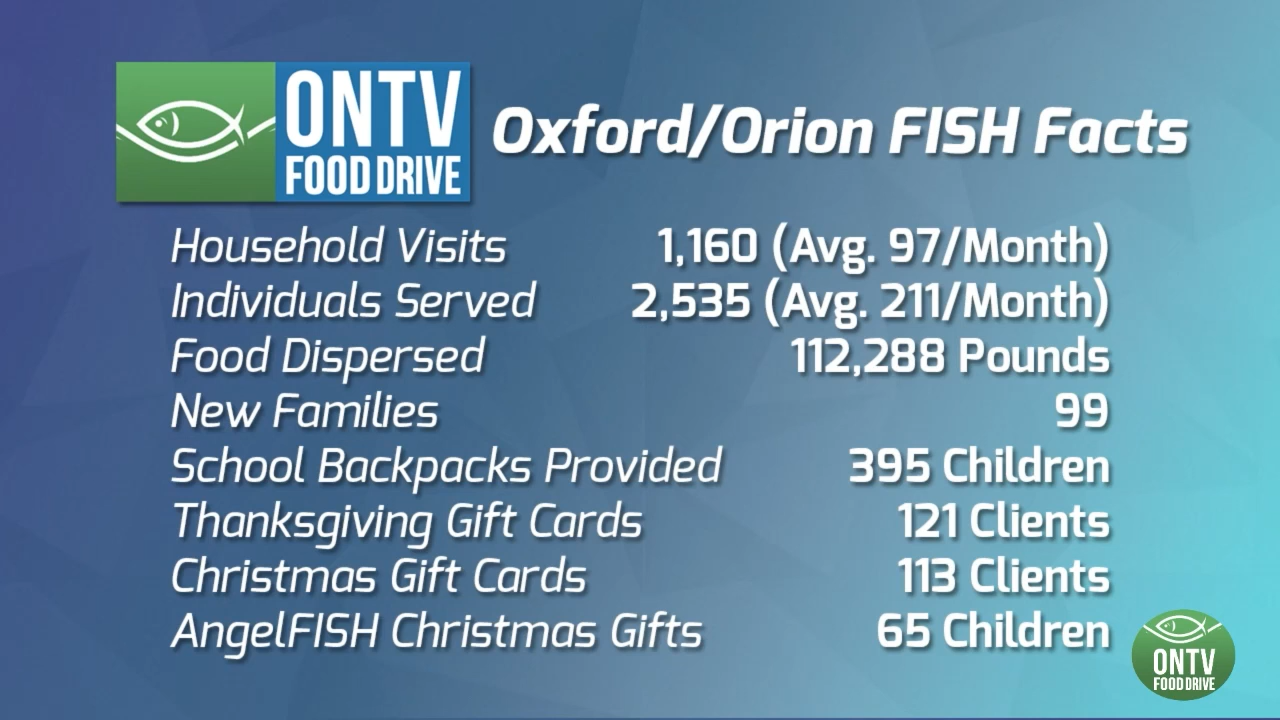 ONTV
FOOD DRIVE
Oxford/Orion FISH Facts
Household Visits 1,160 (Avg. 97/Month)
Individuals Served 2,535 (Avg. 211/Month)
Food Dispersed 112,288 Pounds
New Families 99
School Backpacks Provided 395 Children
Thanksgiving Gift Cards 121 Clients
Christmas Gift Cards 113 Clients
AngelFISH Christmas Gifts 65 Children
ONTV
FOOD DRIVE